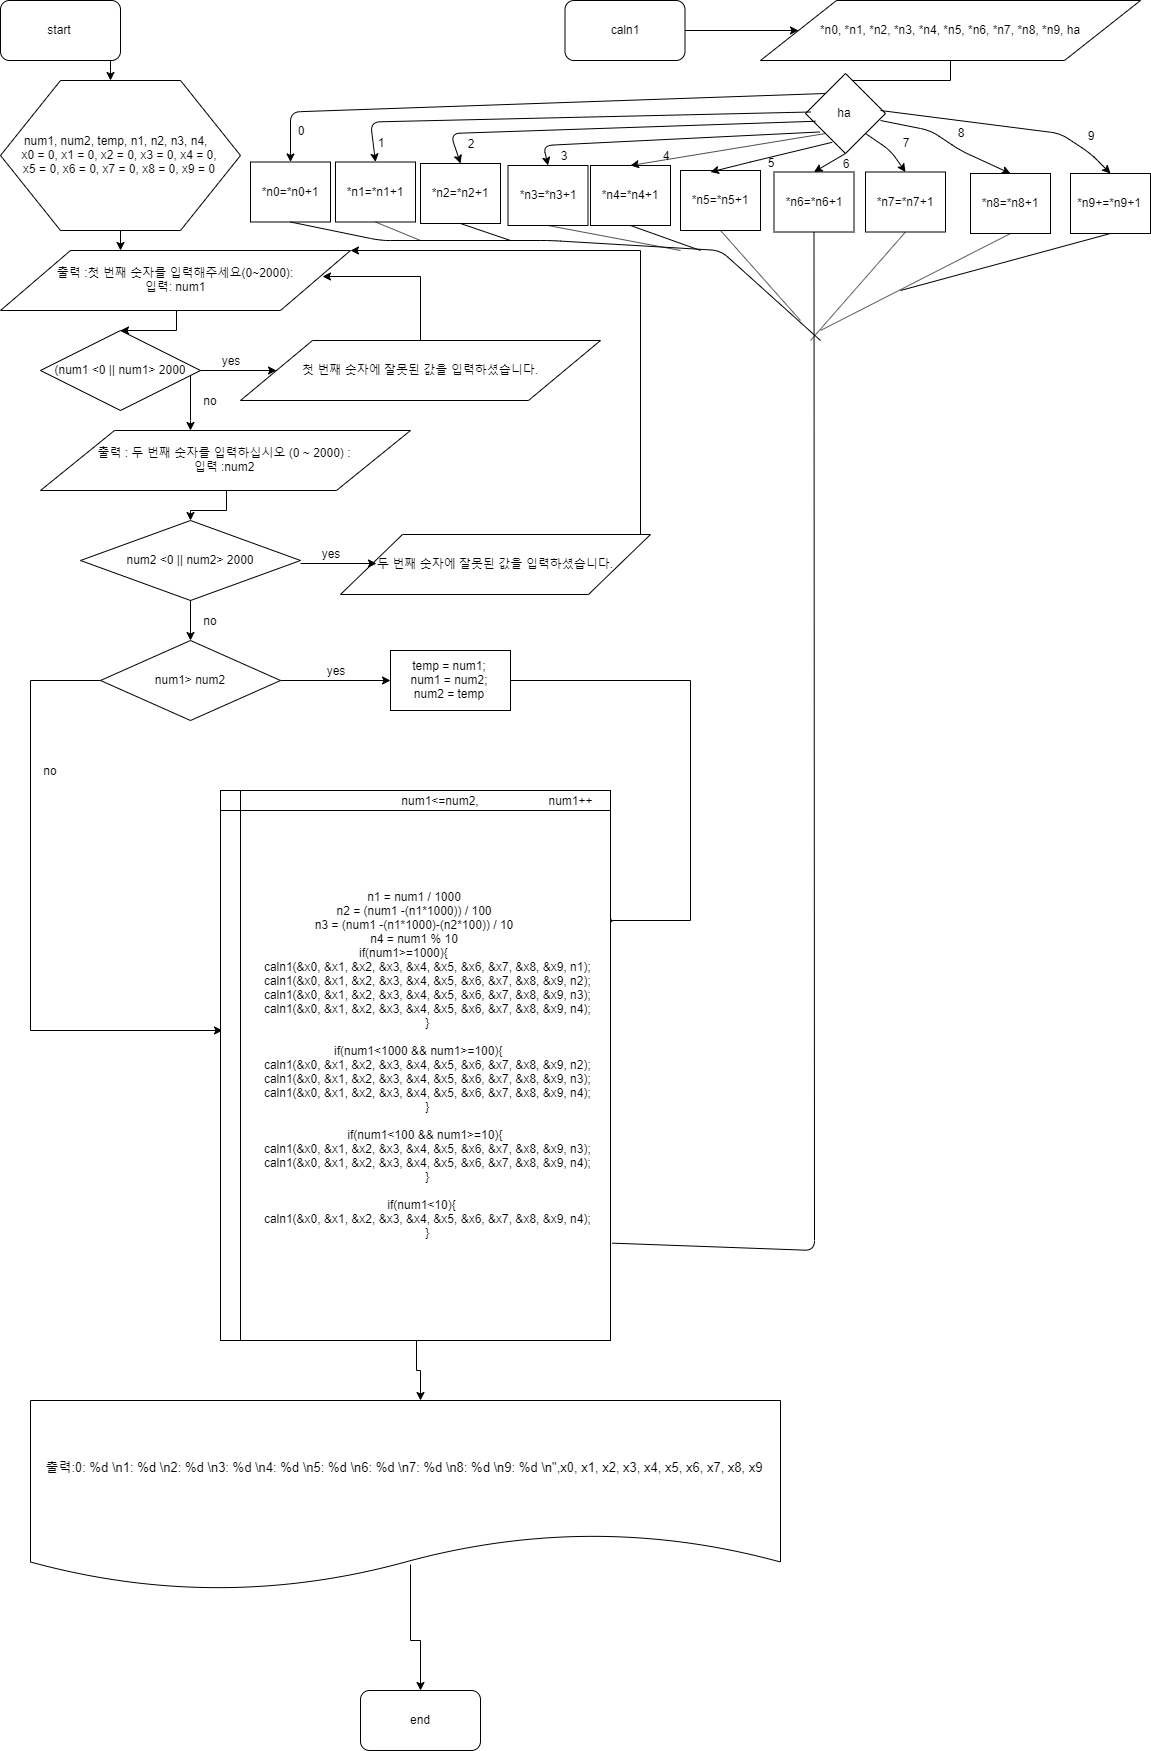 start
num1, num2, temp, n1, n2, n3, n4,
x0 = 0, x1 = 0, x2 = 0, x3 = 0, x4 = 0,
x5 = 0, x6 = 0, x7 = 0, x8 = 0, x9 = 0
caln1
*n0, *n1, *n2, *n3, *n4, *n5, *n6, *n7, *n8, *n9, ha
ha
0
1
2
3
4
5
6
7
8
9
*n0=*n0+1
*n1=*n1+1
*n2=*n2+1
*n3=*n3+1
*n4=*n4+1
*n5=*n5+1
*n6=*n6+1
*n7=*n7+1
*n8=*n8+1
*n9+=*n9+1
출력 :첫 번째 숫자를 입력해주세요(0~2000):
입력: num1
(num1 <0 || num1> 2000
yes
첫 번째 숫자에 잘못된 값을 입력하셨습니다.
no
출력 : 두 번째 숫자를 입력하십시오 (0 ~ 2000) :
입력 :num2
num2 <0 || num2> 2000
yes
두 번째 숫자에 잘못된 값을 입력하셨습니다.
no
num1> num2
yes
temp = num1;
num1 = num2;
num2 = temp
no
num1<=num2, num1++
n1 = num1 / 1000
n2 = (num1 -(n1*1000)) / 100
n3 = (num1 -(n1*1000)-(n2*100)) / 10
n4 = num1 % 10
if(num1>=1000){
caln1(&x0, &x1, &x2, &x3, &x4, &x5, &x6, &x7, &x8, &x9, n1);
caln1(&x0, &x1, &x2, &x3, &x4, &x5, &x6, &x7, &x8, &x9, n2);
caln1(&x0, &x1, &x2, &x3, &x4, &x5, &x6, &x7, &x8, &x9, n3);
caln1(&x0, &x1, &x2, &x3, &x4, &x5, &x6, &x7, &x8, &x9, n4);
}
if(num1<1000 && num1>=100){
caln1(&x0, &x1, &x2, &x3, &x4, &x5, &x6, &x7, &x8, &x9, n2);
caln1(&x0, &x1, &x2, &x3, &x4, &x5, &x6, &x7, &x8, &x9, n3);
caln1(&x0, &x1, &x2, &x3, &x4, &x5, &x6, &x7, &x8, &x9, n4);
}
if(num1<100 && num1>=10){
caln1(&x0, &x1, &x2, &x3, &x4, &x5, &x6, &x7, &x8, &x9, n3);
caln1(&x0, &x1, &x2, &x3, &x4, &x5, &x6, &x7, &x8, &x9, n4);
}
if(num1<10){
caln1(&x0, &x1, &x2, &x3, &x4, &x5, &x6, &x7, &x8, &x9, n4);
}
출력:0: %d \n1: %d \n2: %d \n3: %d \n4: %d \n5: %d \n6: %d \n7: %d \n8: %d \n9: %d \n",x0, x1, x2, x3, x4, x5, x6, x7, x8, x9
end